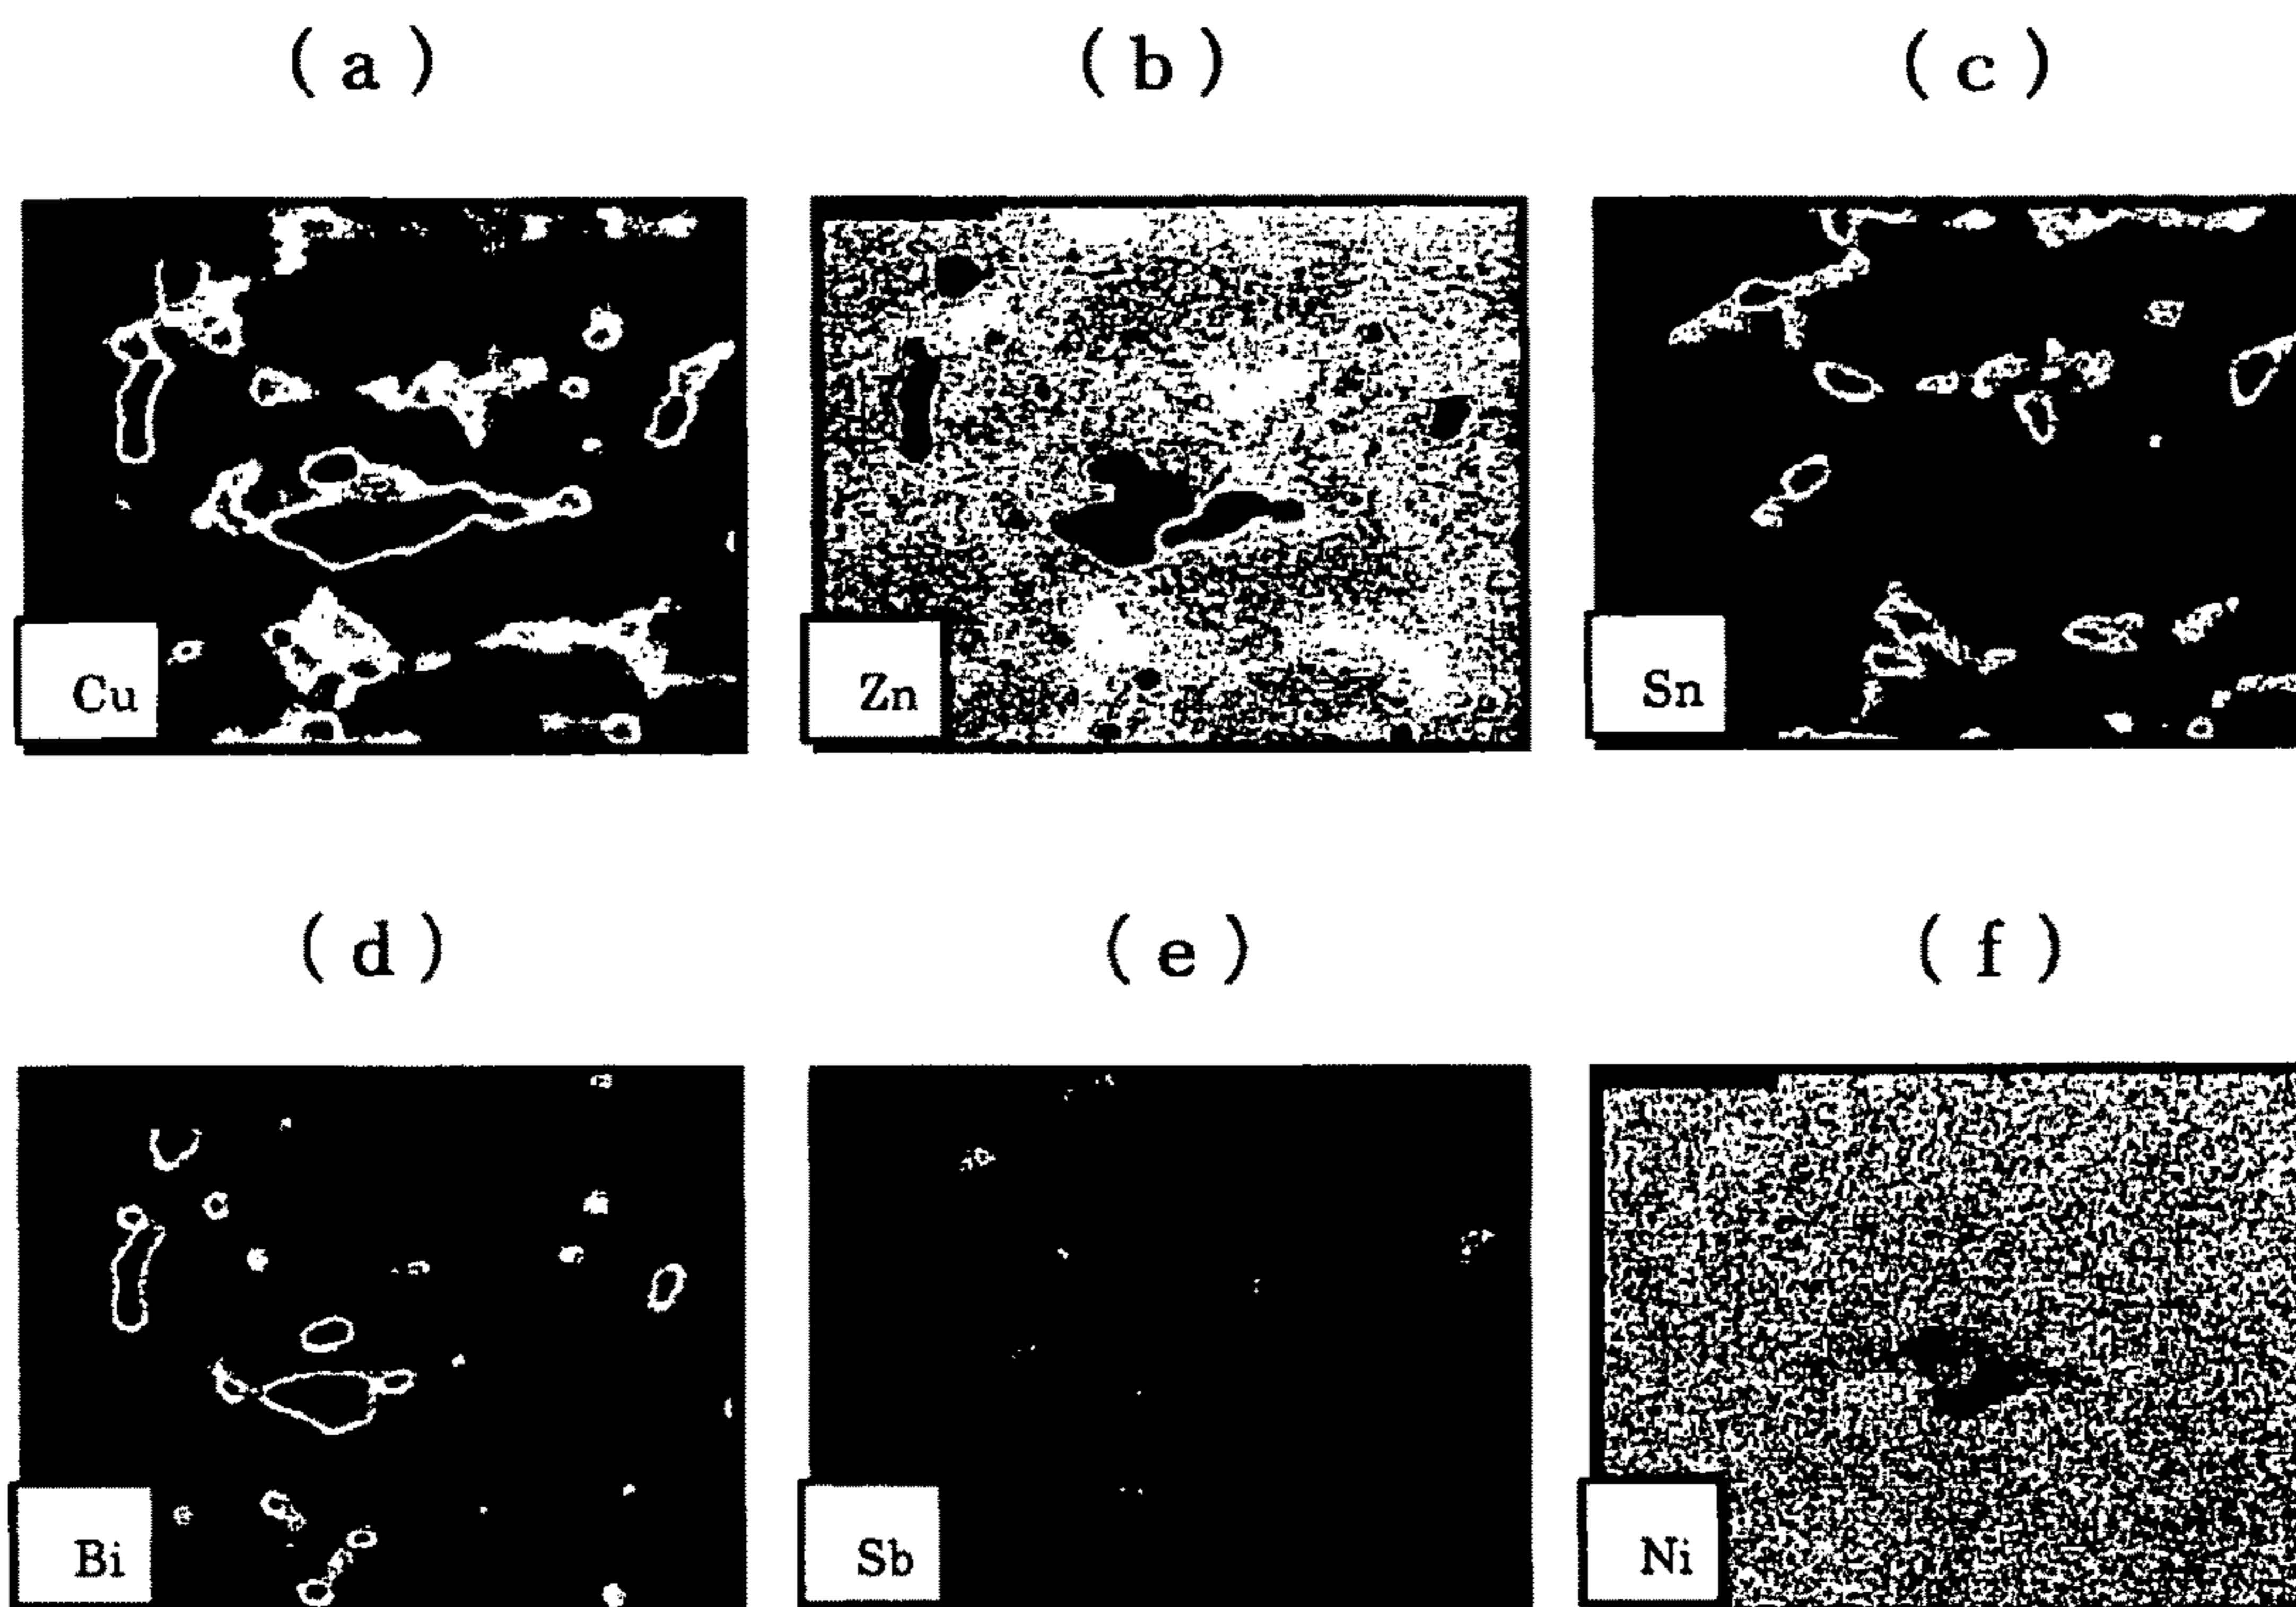 ( a )
( b )
( c )
Cu
Zn
Sn
( d )
( e )
( f )
Bi
Sb
Ni